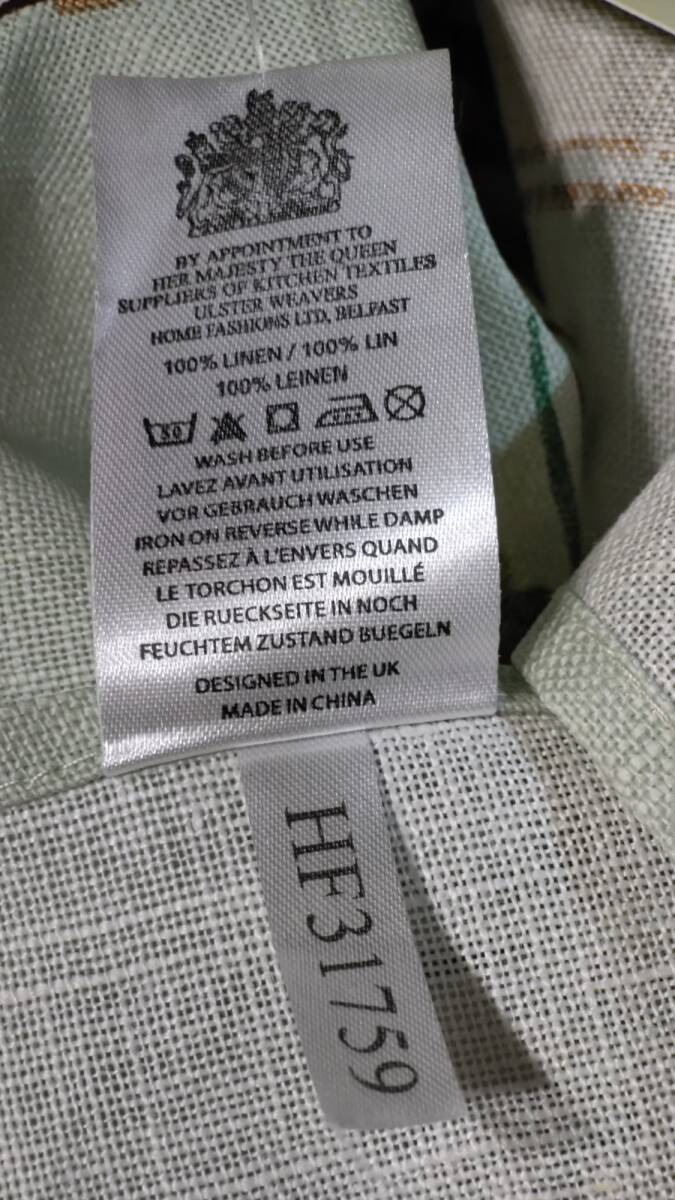 BY APPOINTMENT TO
HER MAJESTY THE QUEEN
SUPPLIERS OF KITCHEN TEXTILES
ULSTER WEAVERS
HOME FASHIONS LTD, BELFAST
100% LINEN / 100% LIN
100% LEINEN
50
WASH BEFORE USE
LAVEZ AVANT UTILISATION
VOR GEBRAUCH WASCHEN
IRON ON REVERSE WHILE DAMP
REPASSEZ À L'ENVERS QUAND
LE TORCHON EST MOUILLÉ
DIE RUECKSEITE IN NOCH
FEUCHTEM ZUSTAND BUEGELN
DESIGNED IN THE UK
MADE IN CHINA
HF31759